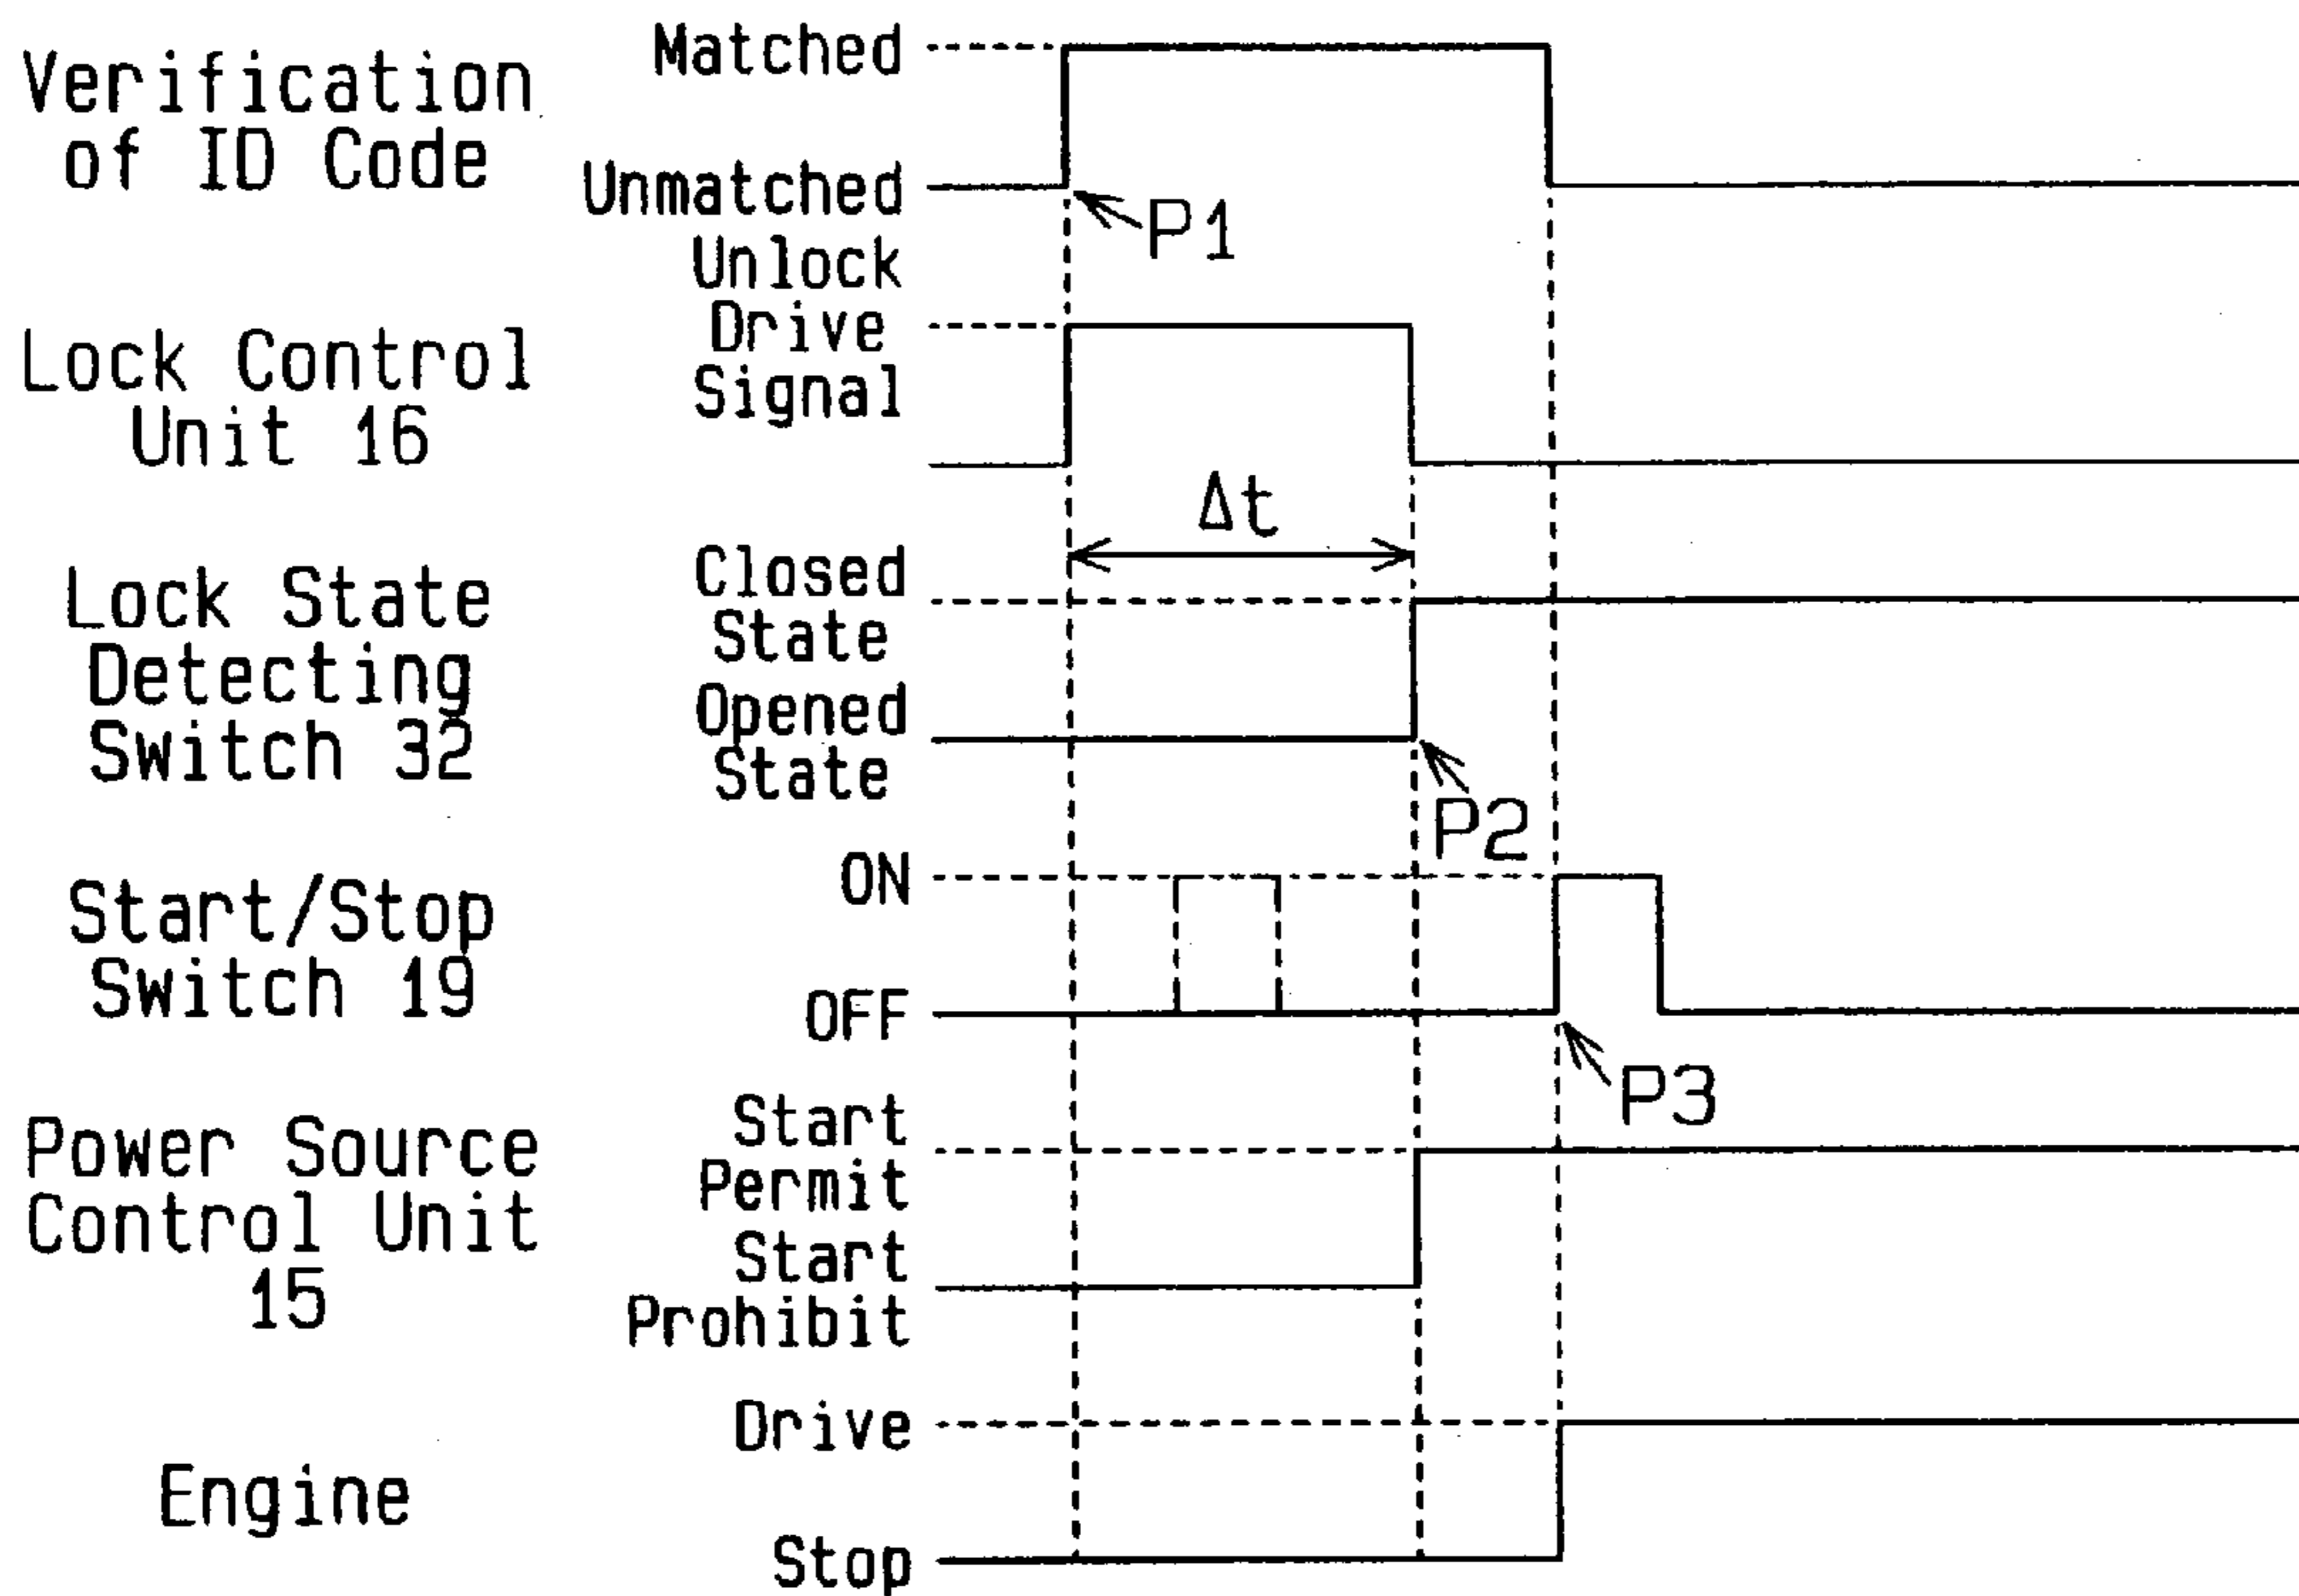 Verification
of ID Code
Matched
Unmatched
P1
Lock Control
Unit 16
Unlock
Drive
Signal
Δt
Lock State
Detecting
Switch 32
Closed
State
Opened
State
P2
Start/Stop
Switch 19
ON
OFF
P3
Power Source
Control Unit
15
Start
Permit
Start
Prohibit
Engine
Drive
Stop